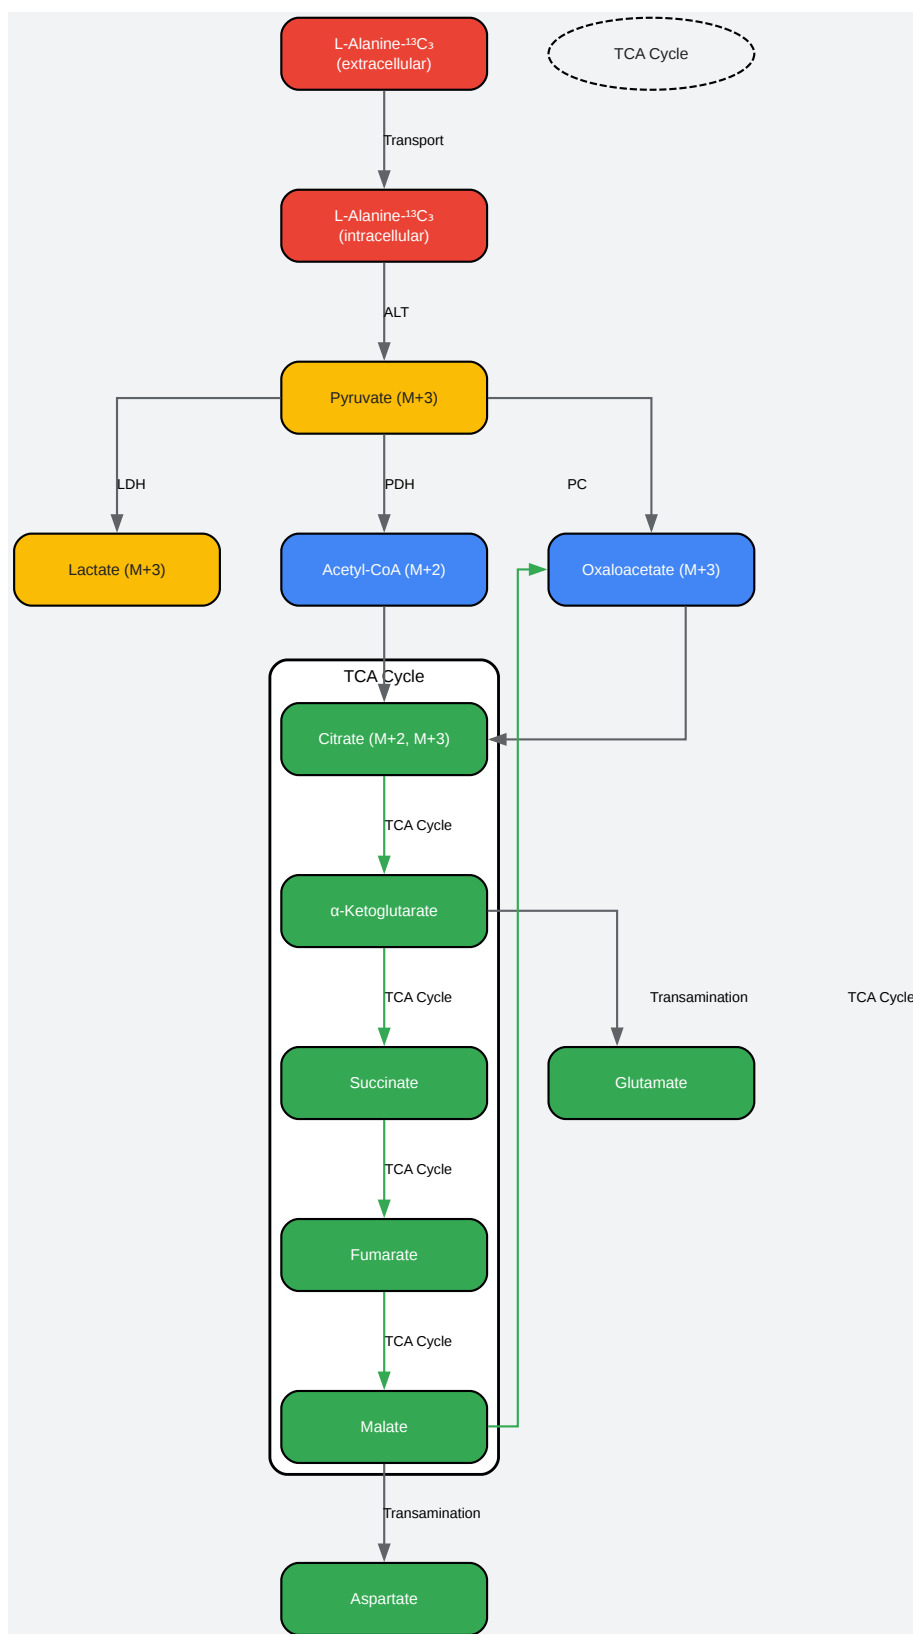 L-Alanine-¹³C₃
(extracellular)
TCA Cycle
Transport
L-Alanine-¹³C₃
(intracellular)
ALT
Pyruvate (M+3)
LDH
PDH
PC
Lactate (M+3)
Acetyl-CoA (M+2)
Oxaloacetate (M+3)
TCA Cycle
Citrate (M+2, M+3)
TCA Cycle
α-Ketoglutarate
TCA Cycle
Transamination
TCA Cycle
Succinate
Glutamate
TCA Cycle
Fumarate
TCA Cycle
Malate
Transamination
Aspartate